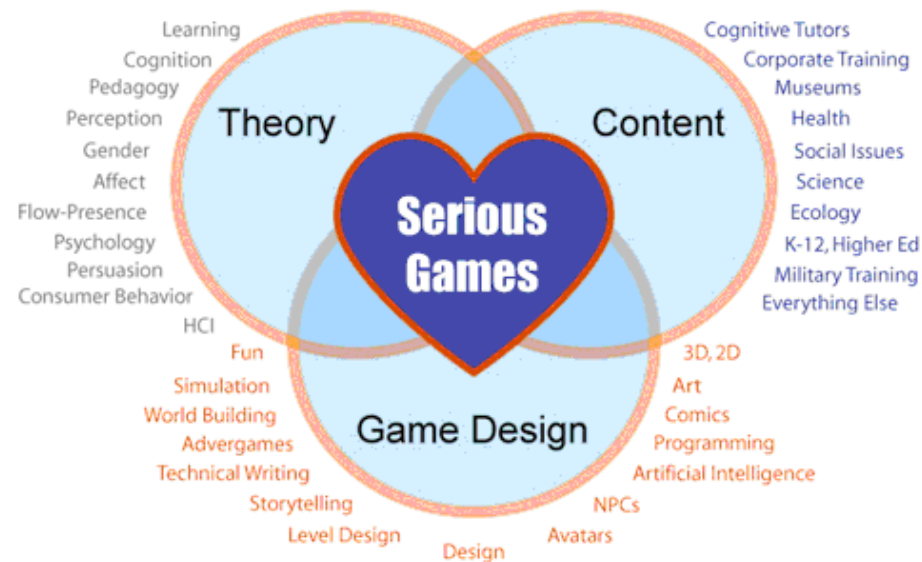 Learning
Cognition
Pedagogy
Perception
Gender
Affect
Flow-Presence
Psychology
Persuasion
Consumer Behavior
HCI
Theory
Content
Cognitive Tutors
Corporate Training
Museums
Health
Social Issues
Science
Ecology
K-12, Higher Ed
Military Training
Everything Else
Serious
Games
Game Design
Fun
Simulation
World Building
Advergames
Technical Writing
Storytelling
Level Design
Design
Avatars
NPCs
Artificial Intelligence
Programming
Comics
Art
3D, 2D